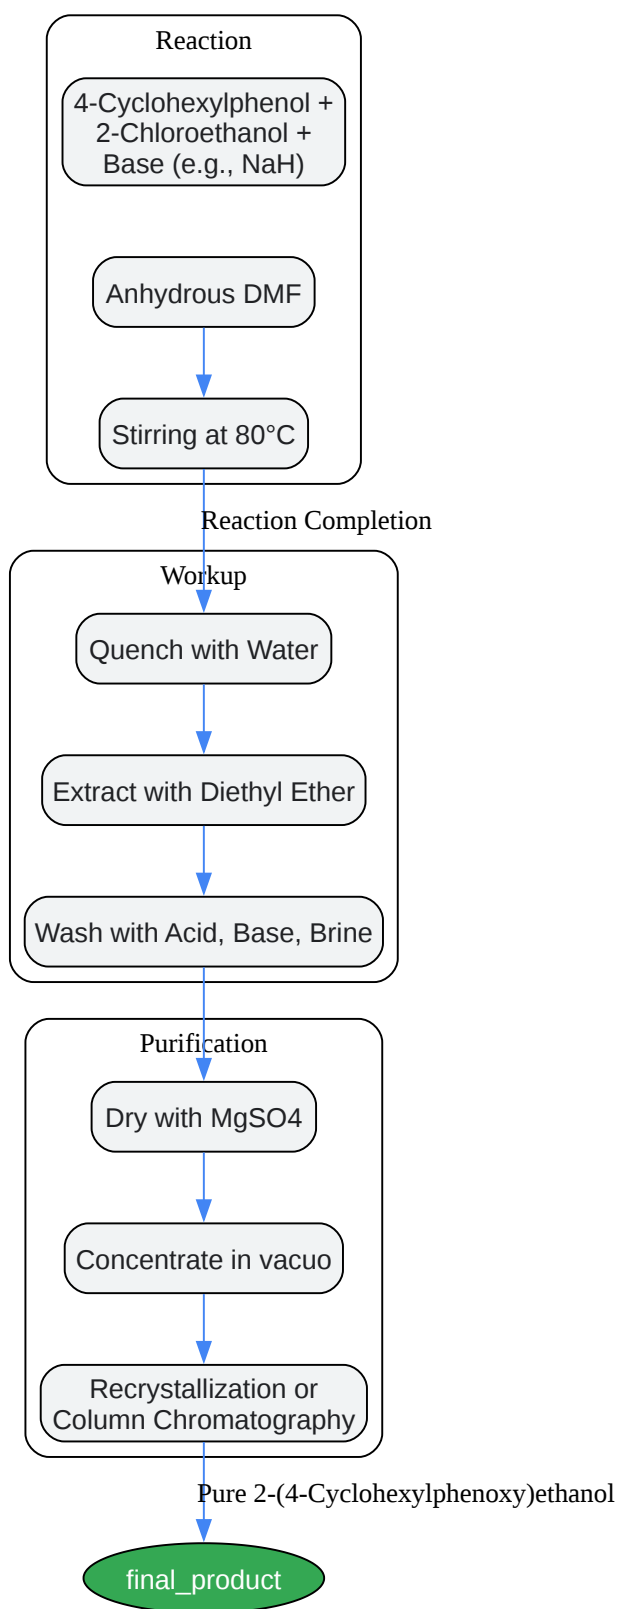 Reaction
4-Cyclohexylphenol +
2-Chloroethanol +
Base (e.g., NaH)
Anhydrous DMF
Stirring at 80°C
Reaction Completion
Workup
Quench with Water
Extract with Diethyl Ether
Wash with Acid, Base, Brine
Purification
Dry with MgSO4
Concentrate in vacuo
Recrystallization or
Column Chromatography
Pure 2-(4-Cyclohexylphenoxy)ethanol
final_product